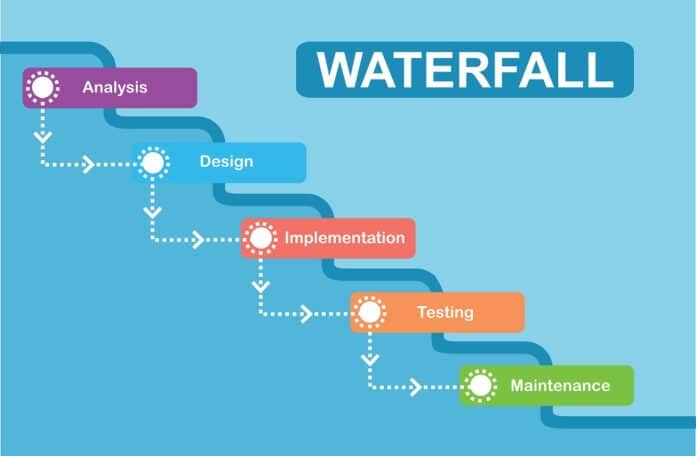 WATERFALL
Analysis
Design
Implementation
Testing
Maintenance